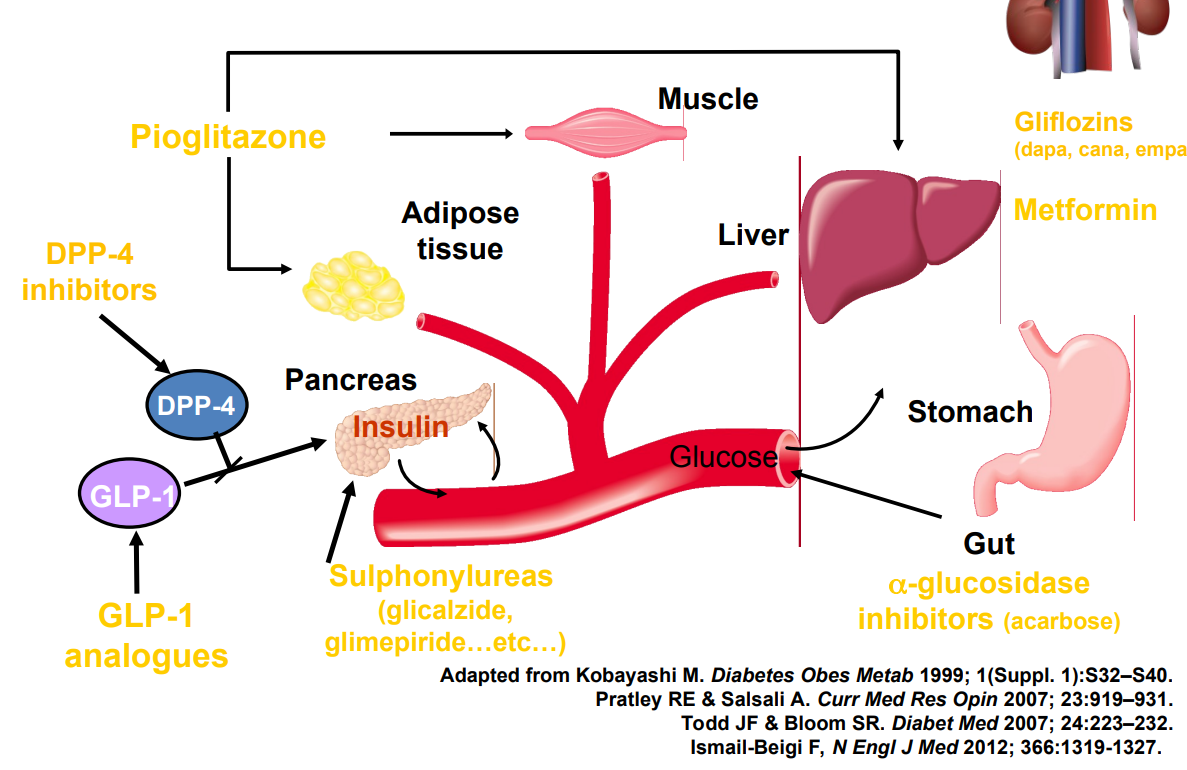 Muscle
Pioglitazone
Gliflozins
(dapa, cana, empa
Metformin
Adipose
tissue
Liver
DPP-4
inhibitors
Pancreas
DPP-4
Insulin
Stomach
Glucose
GLP-1
Gut
Sulphonylureas
(glicalzide,
glimepiride…etc…)
α-glucosidase
inhibitors (acarbose)
GLP-1
analogues
Adapted from Kobayashi M. Diabetes Obes Metab 1999; 1(Suppl. 1):S32–S40.
Pratley RE & Salsali A. Curr Med Res Opin 2007; 23:919–931.
Todd JF & Bloom SR. Diabet Med 2007; 24:223–232.
Ismail-Beigi F, N Engl J Med 2012; 366:1319-1327.